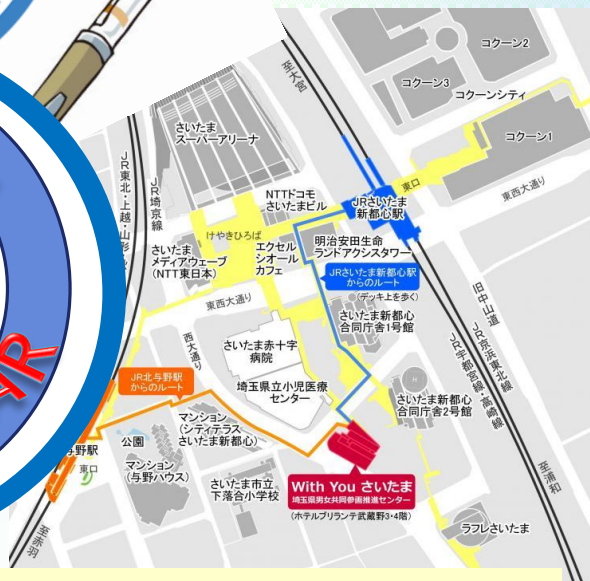 コクーン2
至大宮
コクーン3
コクーンシティ
さいたま
スーパーアリーナ
コクーン1
JR東北・上越・山形
JR埼京線
東口
東西大通り
NTTドコモ
さいたまビル
JRさいたま
新都心駅
けやきひろば
さいたま
メディアウェーブ
(NTT東日本)
エクセル
シオール
カフェ
明治安田生命
ランドアクシスタワー
JRさいたま新都心駅
からのルート
(デッキ上を歩く)
東西大通り
旧中山道
さいたま新都心
合同庁舎1号館
西大通り
さいたま赤十字
病院
JR京浜東北線
JR宇都宮線・高崎線
JR北与野駅
からのルート
埼玉県立小児医療
センター
H
さいたま新都心
合同庁舎2号館
マンション
(シティテラス
さいたま新都心)
公園
与野駅
東口
マンション
(与野ハウス)
さいたま市立
下落合小学校
With You さいたま
埼玉県男女共同参画推進センター
(ホテルブリランテ武蔵野3・4階)
至浦和
ラフレさいたま
至赤羽